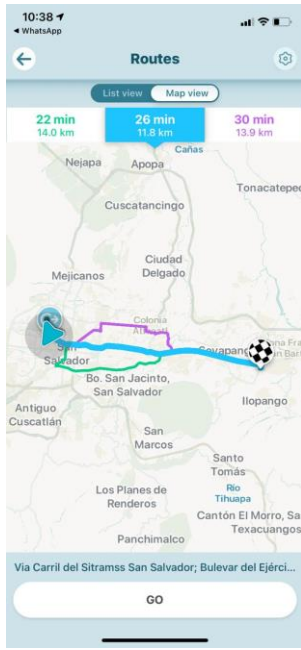 10:38
WhatsApp
Routes
List view
Map view
22 min
14.0 km
26 min
11.8 km
30 min
13.9 km
Cañas
Nejapa
Apopa
Tonacatepe
Cuscatancingo
Ciudad
Delgado
Mejicanos
Colonia
San
Salvador
Soyapang
Bo. San Jacinto,
San Salvador
Ilopango
Antiguo
Cuscatlán
San
Marcos
Santo
Tomás
Los Planes de
Renderos
Rio
Tihuapa
Cantón El Morro, Sa
Texacuangos
Panchimalco
Via Carril del Sitramss San Salvador; Bulevar del Ejérci...
GO